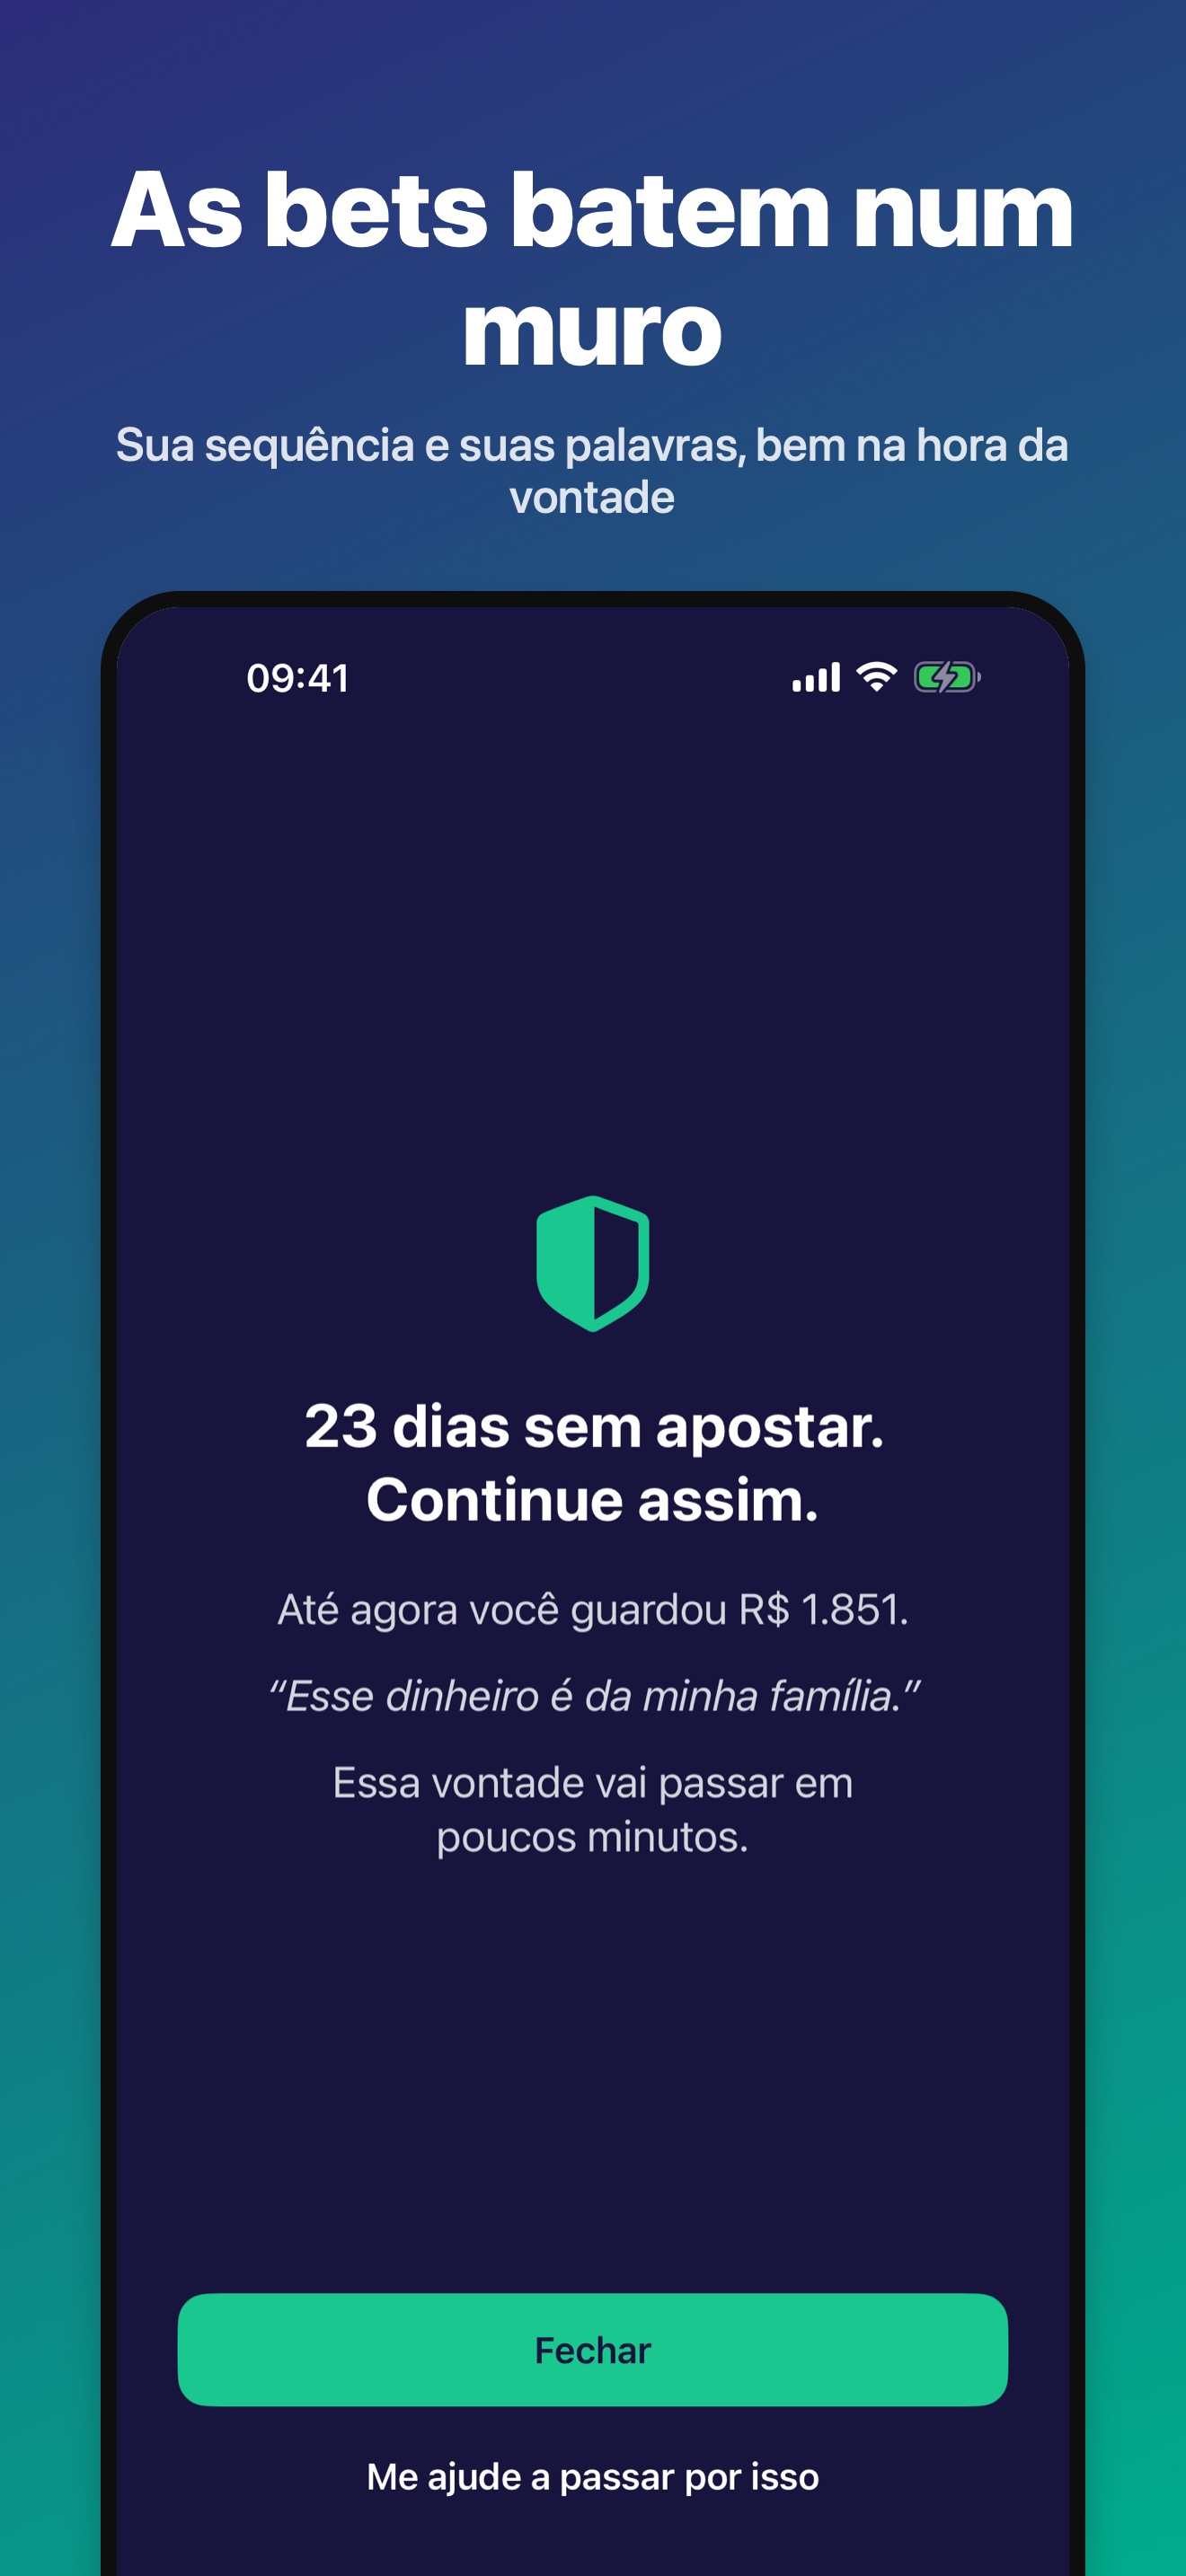 As bets batem num
muro
Sua sequência e suas palavras, bem na hora da
vontade
09:41
23 dias sem apostar.
Continue assim.
Até agora você guardou R$ 1.851.
“Esse dinheiro é da minha família.”
Essa vontade vai passar em
poucos minutos.
Fechar
Me ajude a passar por isso